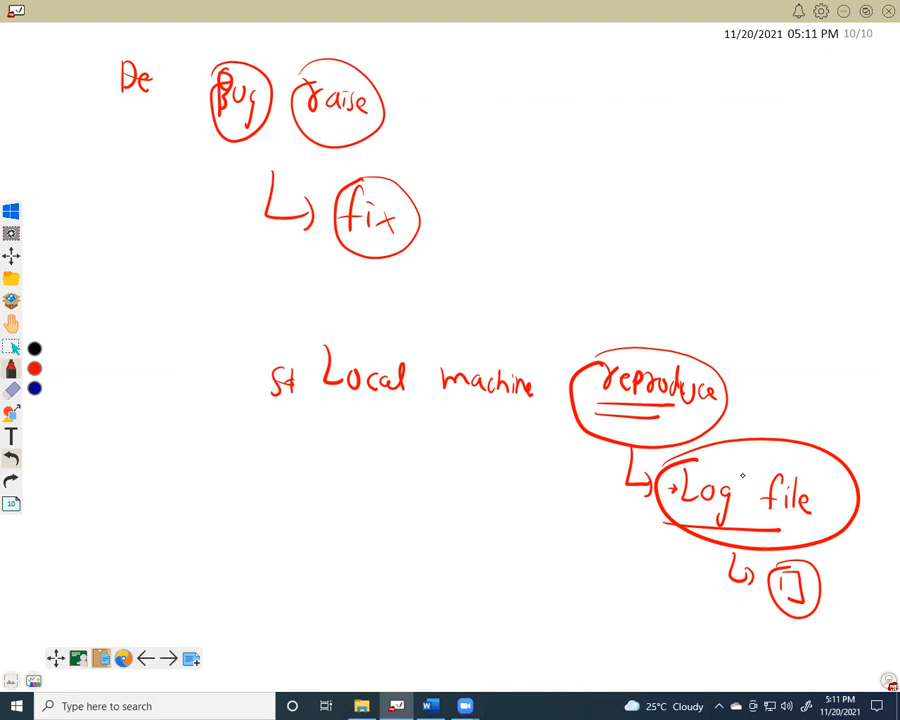 11/20/2021 05:11 PM 10/10
De Bug raise
fix
Local machine reproduce
Log file
10
Type here to search
25°C Cloudy
5:11 PM
11/20/2021